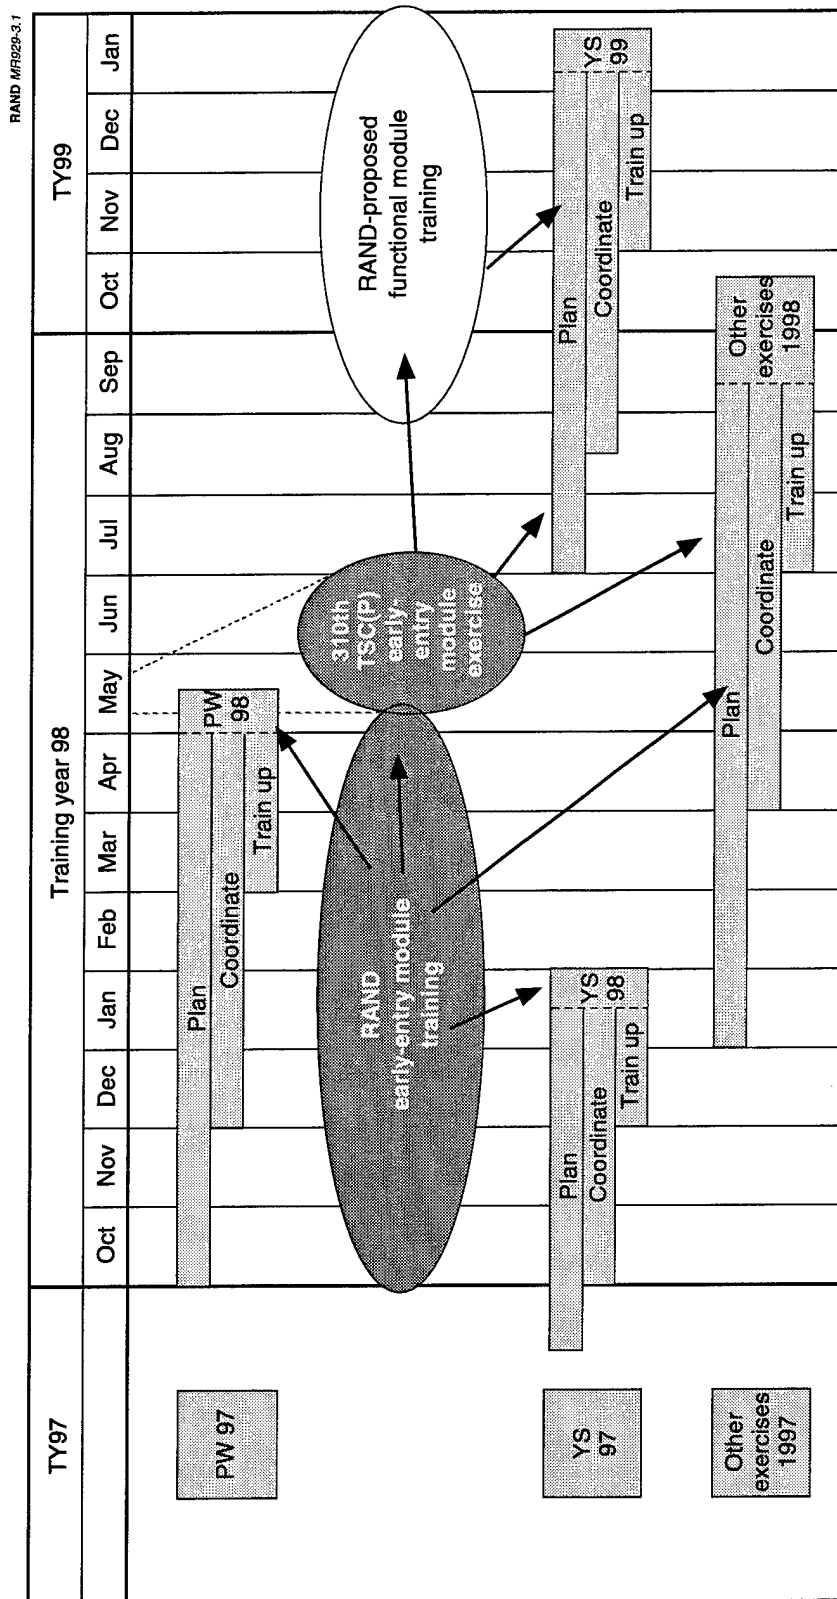 RAND MR929-3.1
TY97
Training year 98
TY99
Oct
Nov
Dec
Jan
Feb
Mar
Apr
May
Jun
Jul
Aug
Sep
Oct
Nov
Dec
Jan
PW 97
Plan
Coordinate
Train up
PW
98
RAND
early-entry module
training
310th
TSC(P)
early-
entry
module
exercise
RAND-proposed
functional module
training
YS
97
Plan
Coordinate
Train up
YS
98
Plan
Coordinate
Train up
YS
99
Other
exercises
1997
Plan
Coordinate
Train up
Other
exercises
1998